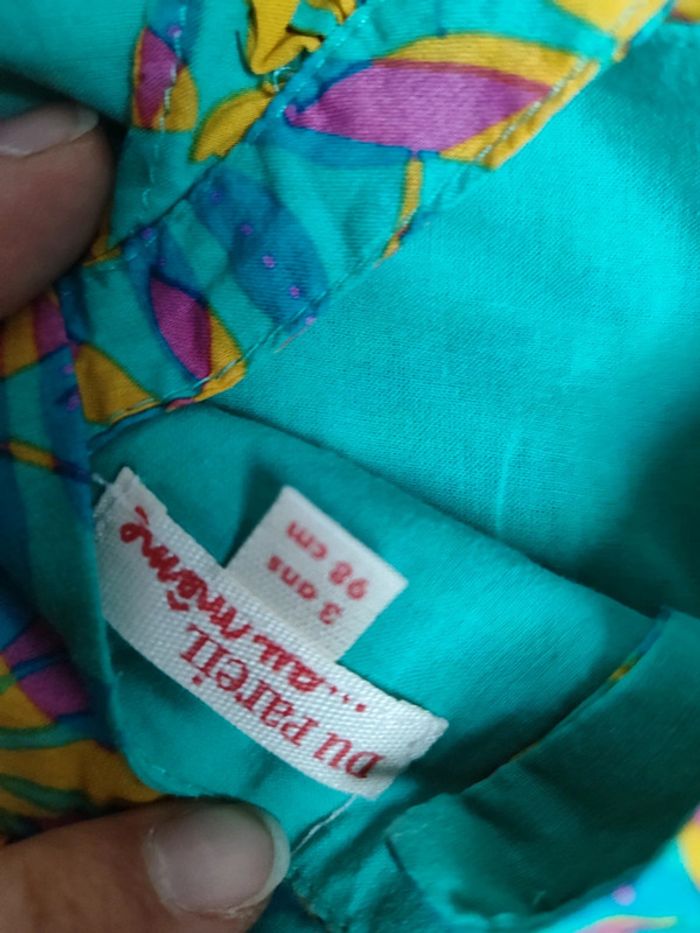 DU PAREIL
...au même
3 ans
98 cm